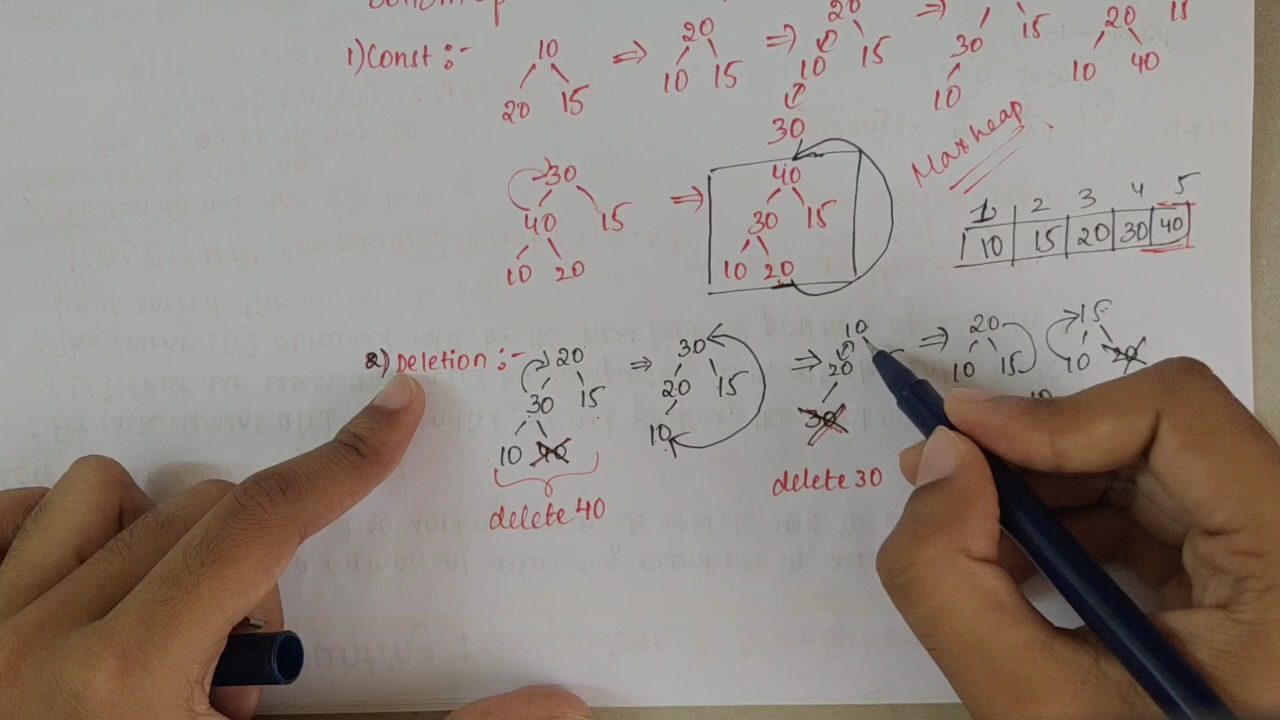 1) Const :-
10 ⇒ 20 ⇒ 20 ⇒
20 15 10 15 10 15 30 15 20 15
30 10 10 40
Max heap
30 ⇒ 40
40 15 30 15
10 20 10 20
1 2 3 4 5
10 15 20 30 40
2) Deletion :- 20 ⇒ 30 ⇒ 10 ⇒ 20 15
30 15 20 15 20 10 15 10 20
10 40 10 30 10
delete 40 delete 30